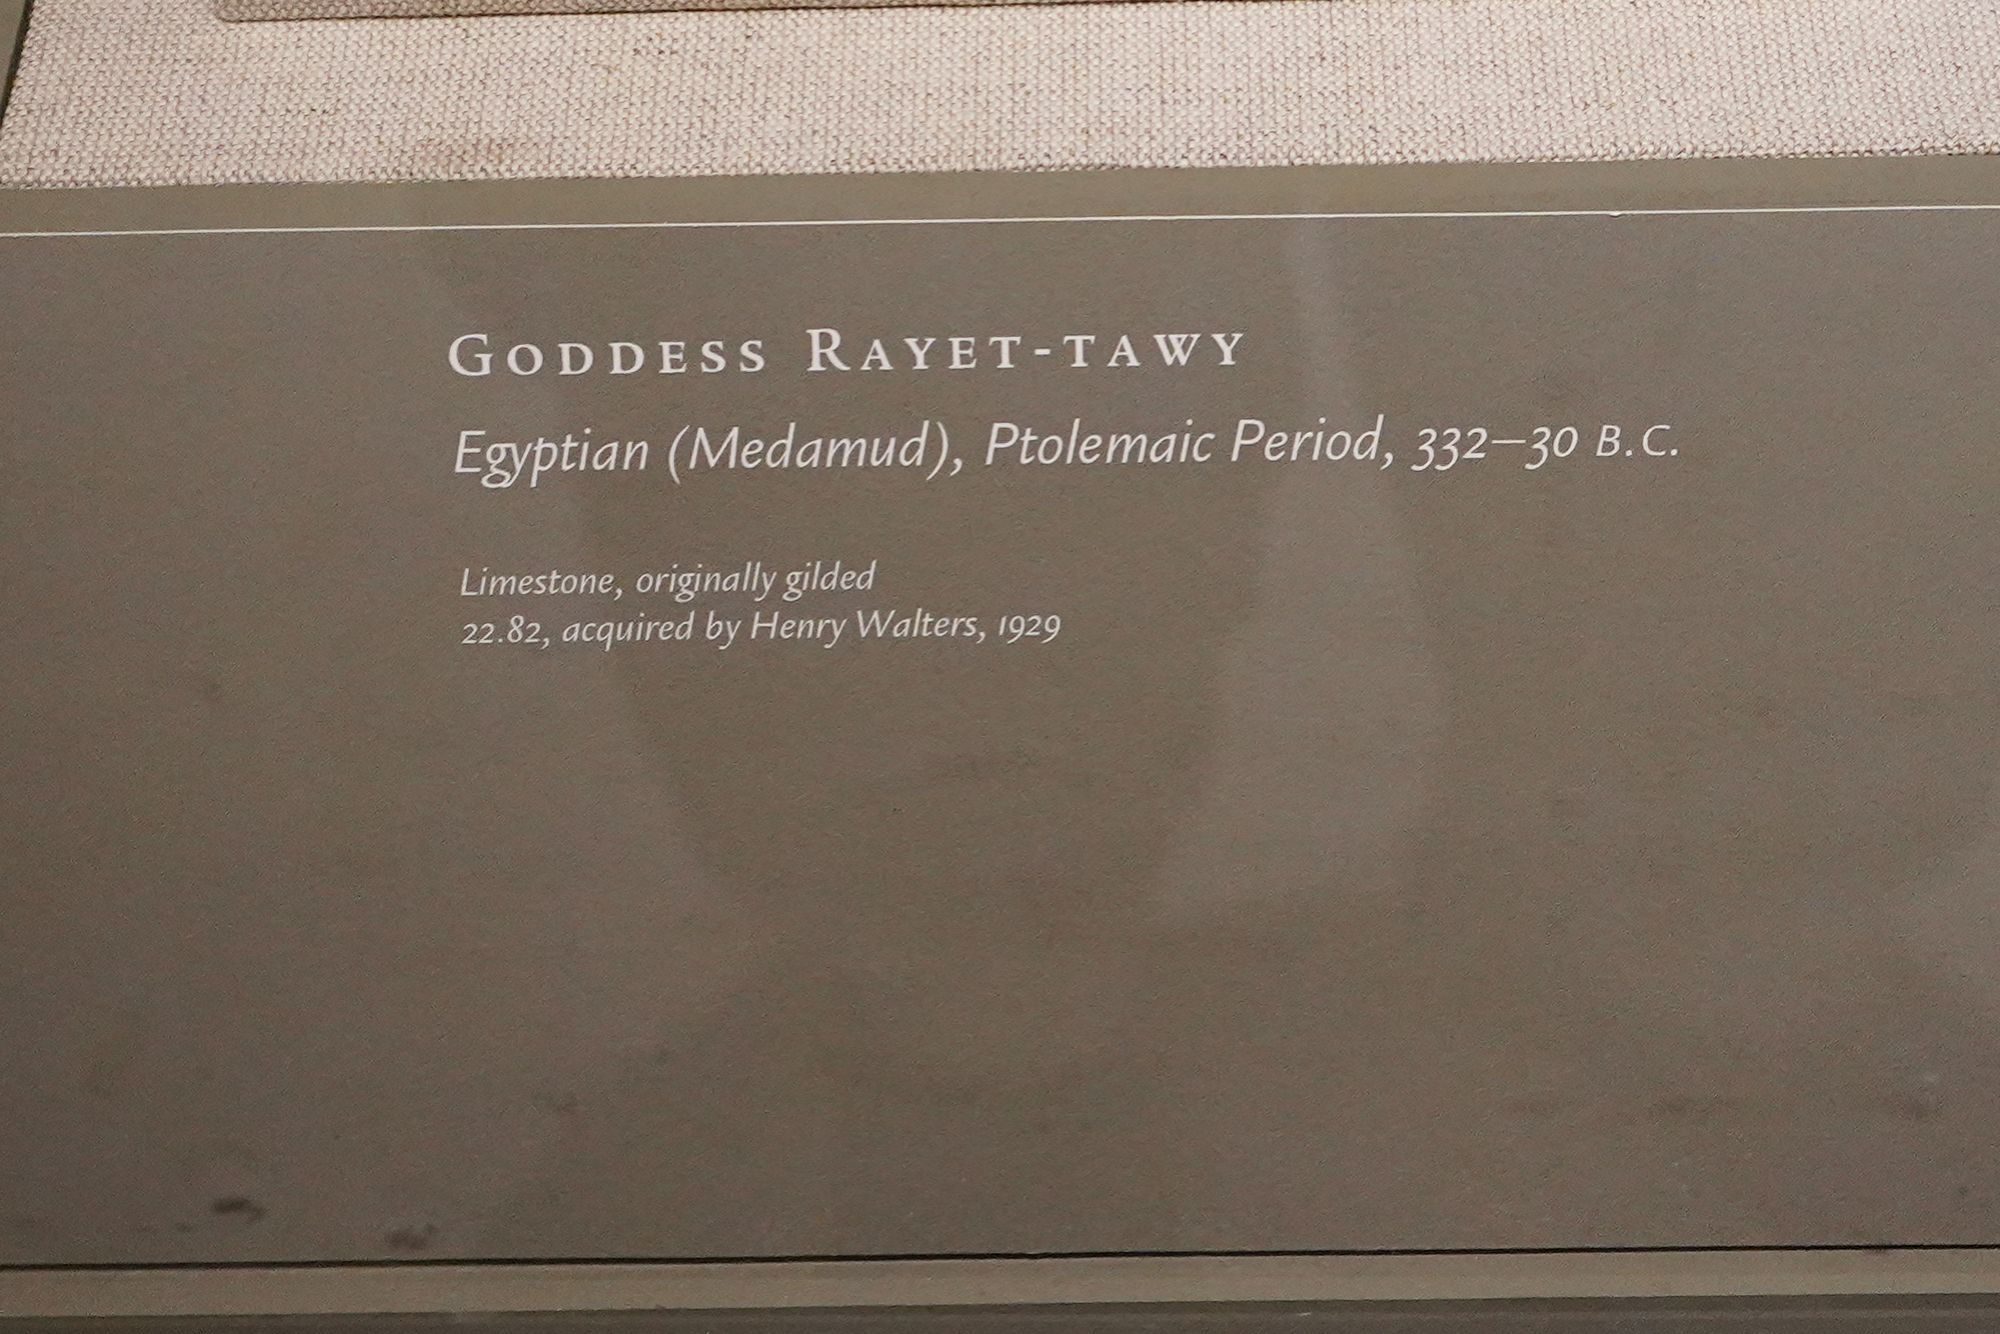 GODDESS RAYET-TAWY
Egyptian (Medamud), Ptolemaic Period, 332–30 B.C.
Limestone, originally gilded
22.82, acquired by Henry Walters, 1929